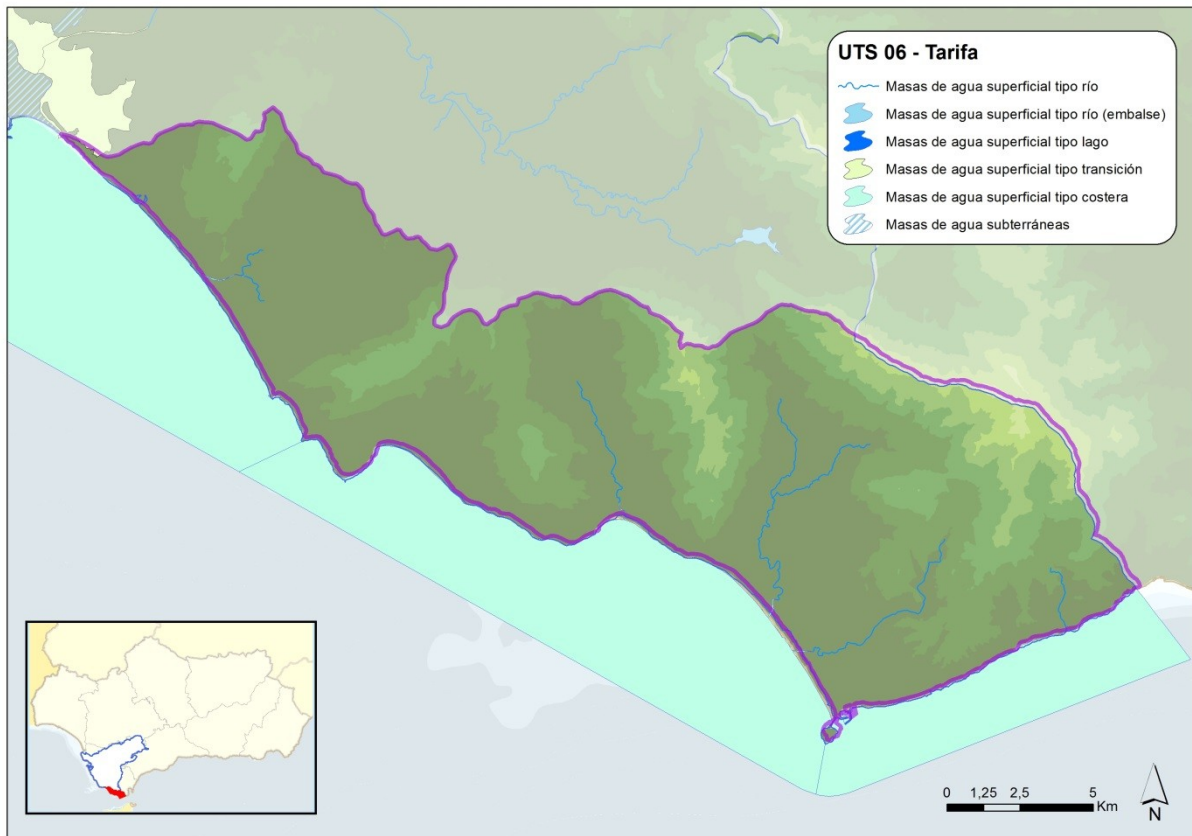 UTS 06 - Tarifa
Masas de agua superficial tipo río
Masas de agua superficial tipo río (embalse)
Masas de agua superficial tipo lago
Masas de agua superficial tipo transición
Masas de agua superficial tipo costera
Masas de agua subterráneas
0 1,25 2,5 5
Km
N